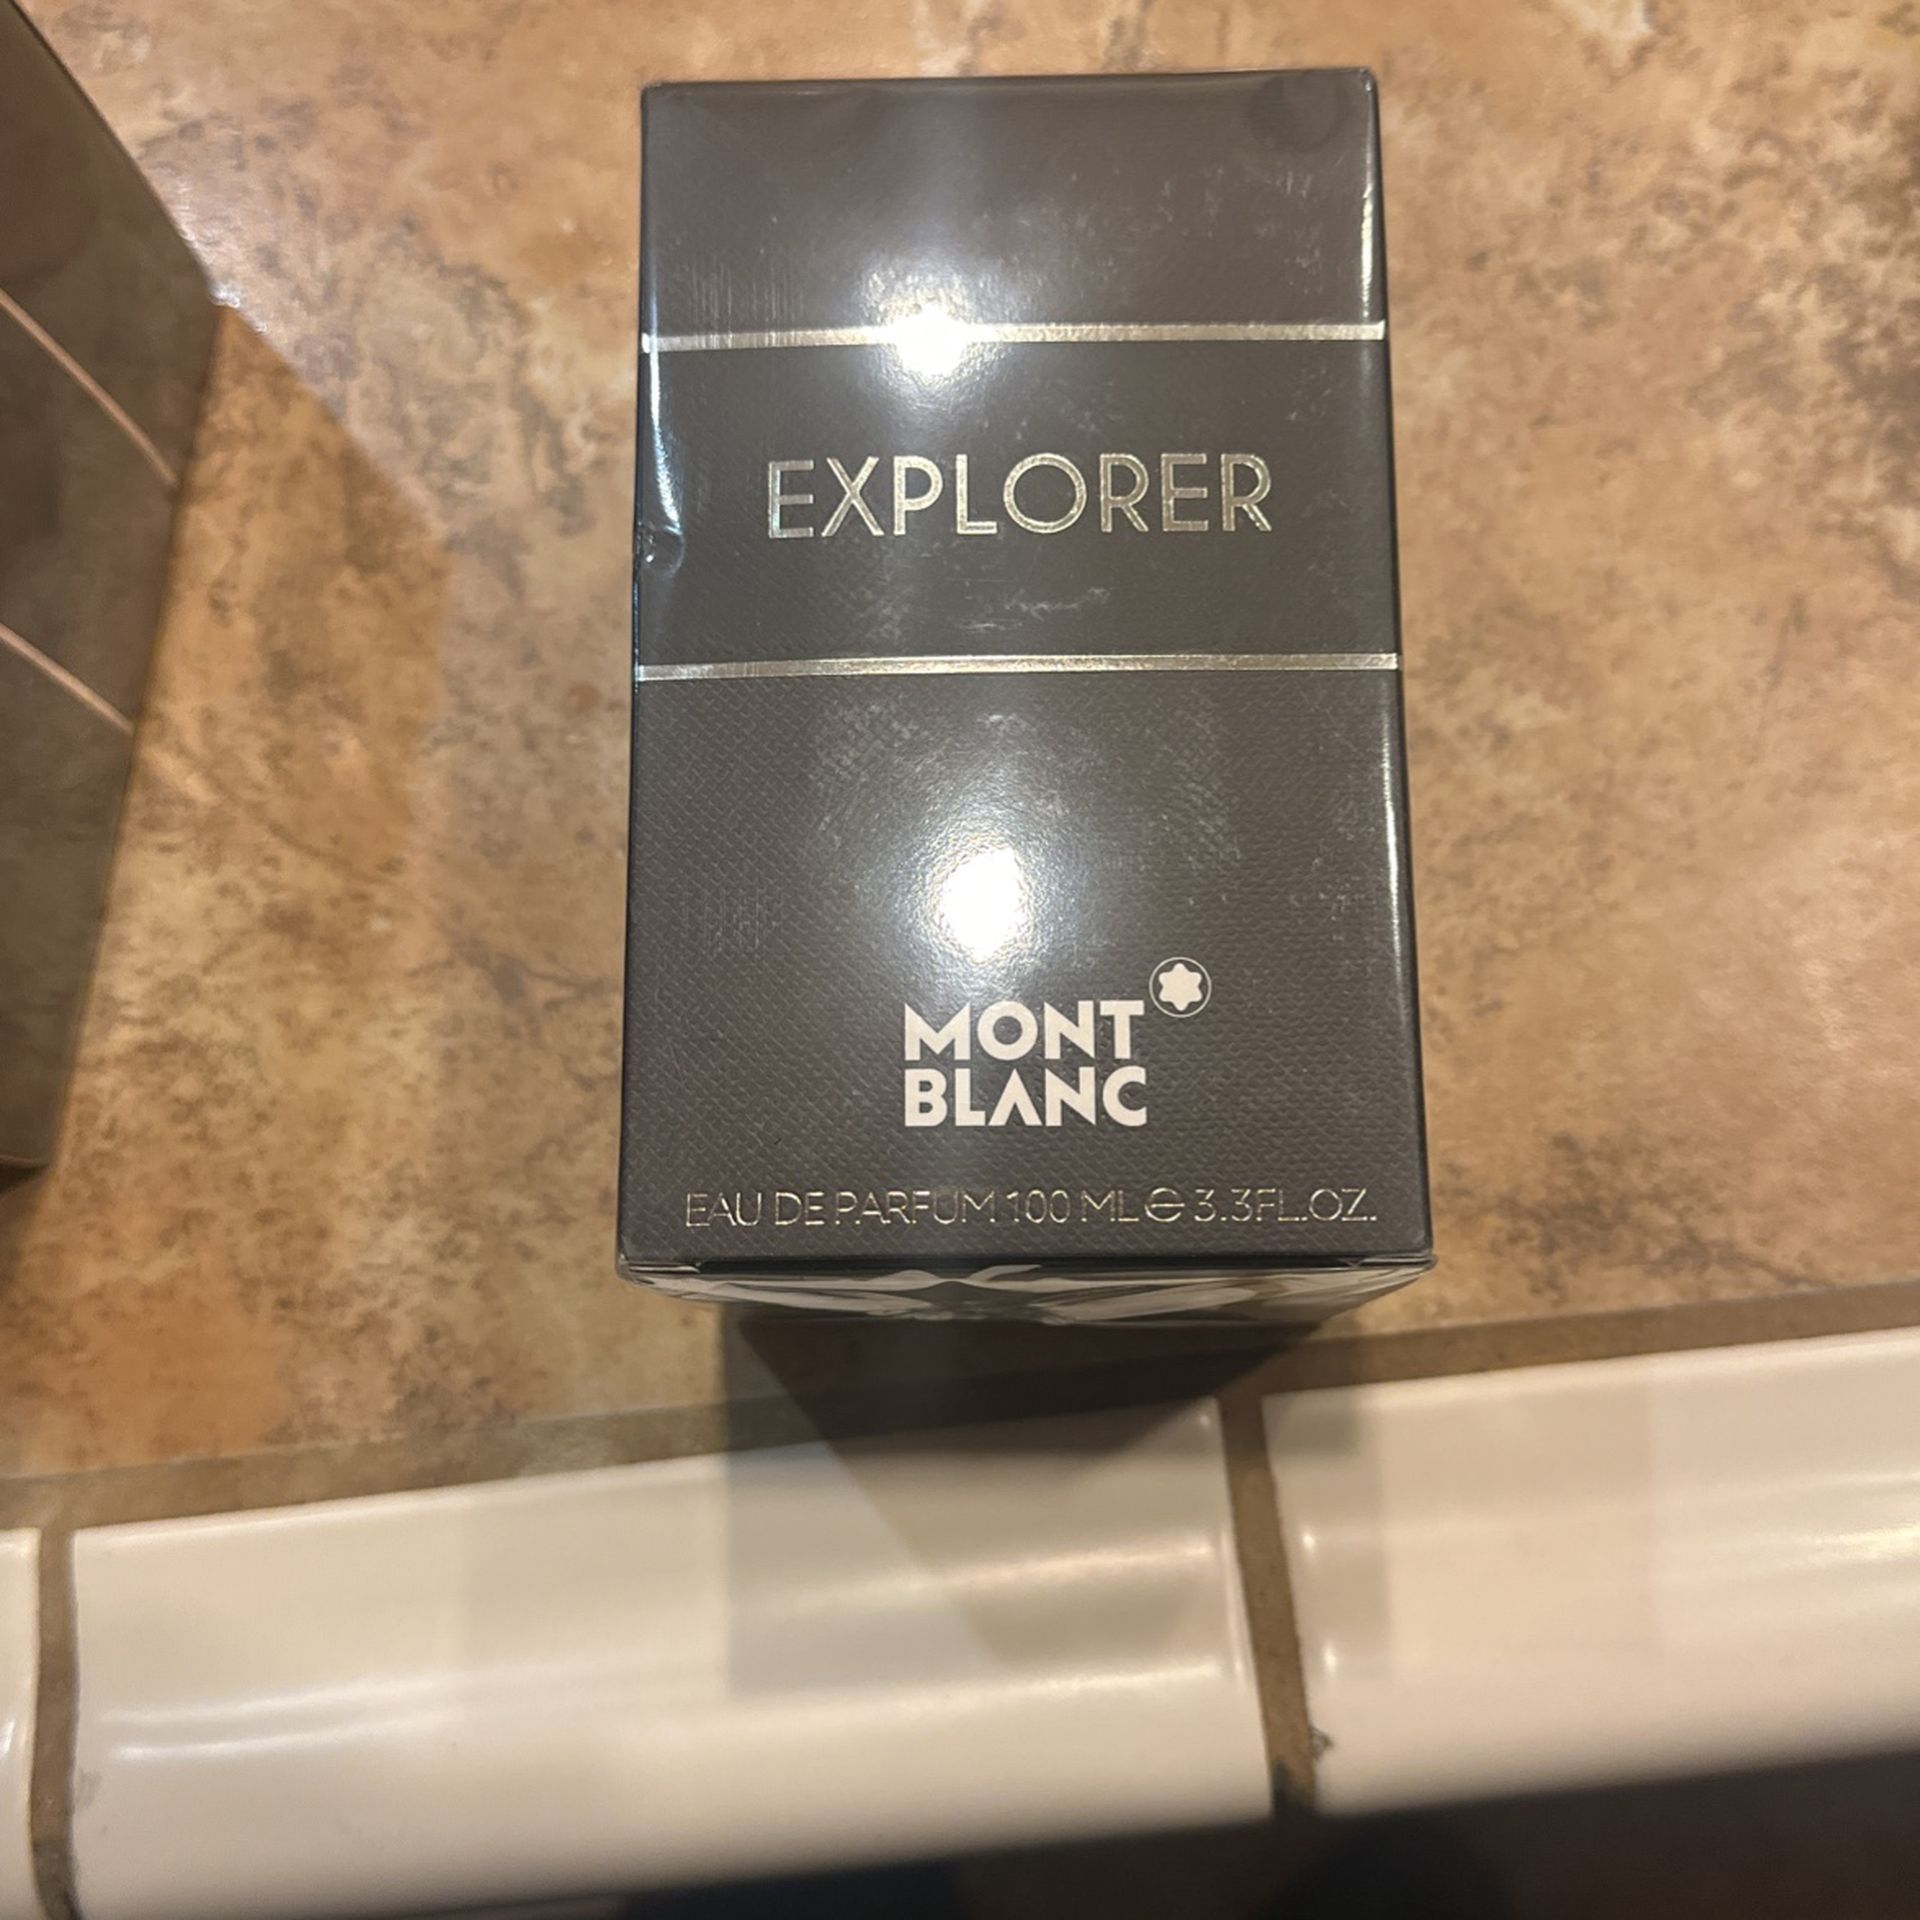 EXPLORER
MONT
BLANC
EAU DE PARFUM 100 ML ℮ 3.3FL.OZ.